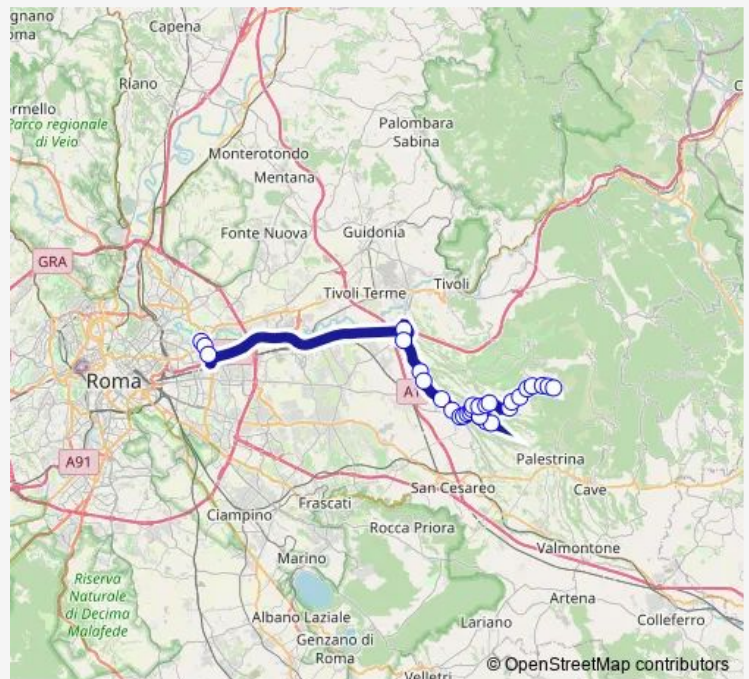 Capena
Riano
Parco regionale
di Veio
Palombara
Sabina
Monterotondo
Mentana
Fonte Nuova
Guidonia
GRA
Tivoli Terme
Tivoli
Roma
A91
Palestrina
San Cesareo
Cave
Ciampino
Frascati
Rocca Priora
Marino
Valmontone
Riserva
Naturale
di Decima
Malafede
Albano Laziale
Lariano
Artena
Colleferro
Genzano di
Roma
Velletri
© OpenStreetMap contributors